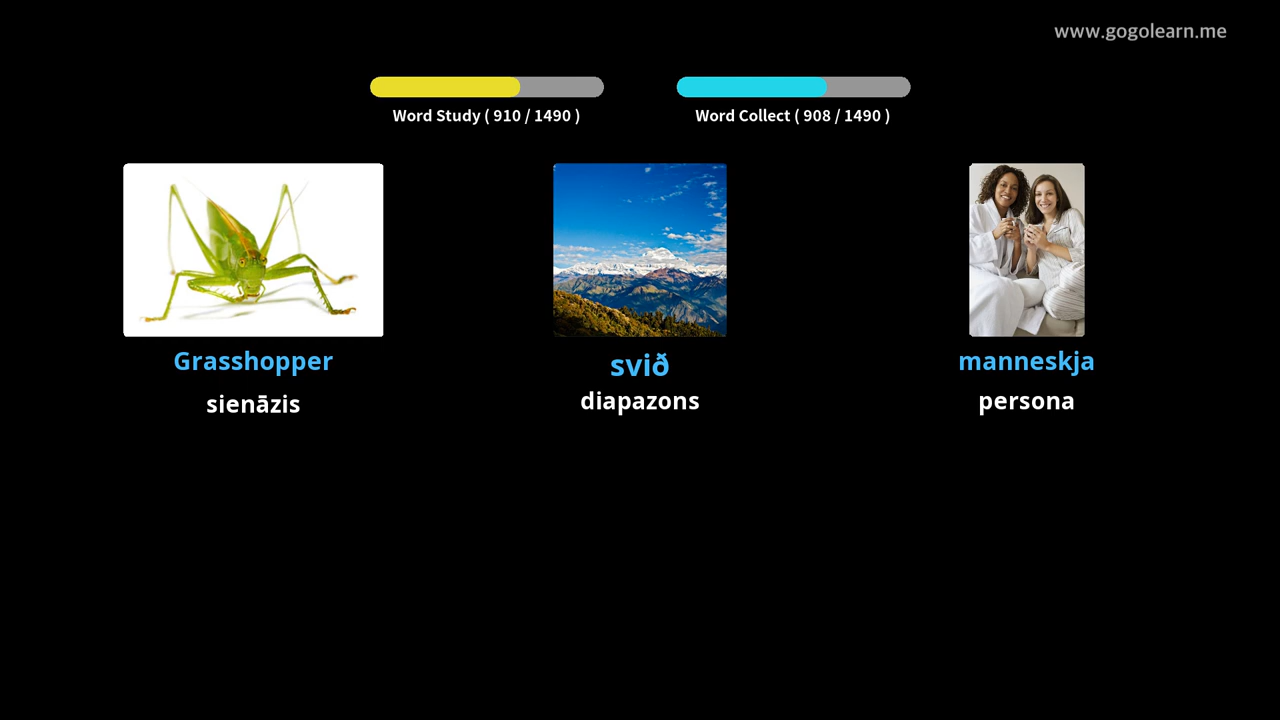 www.gogolearn.me
Word Study ( 910 / 1490 )
Word Collect ( 908 / 1490 )
Grasshopper
sienāzis
svið
diapazons
manneskja
persona